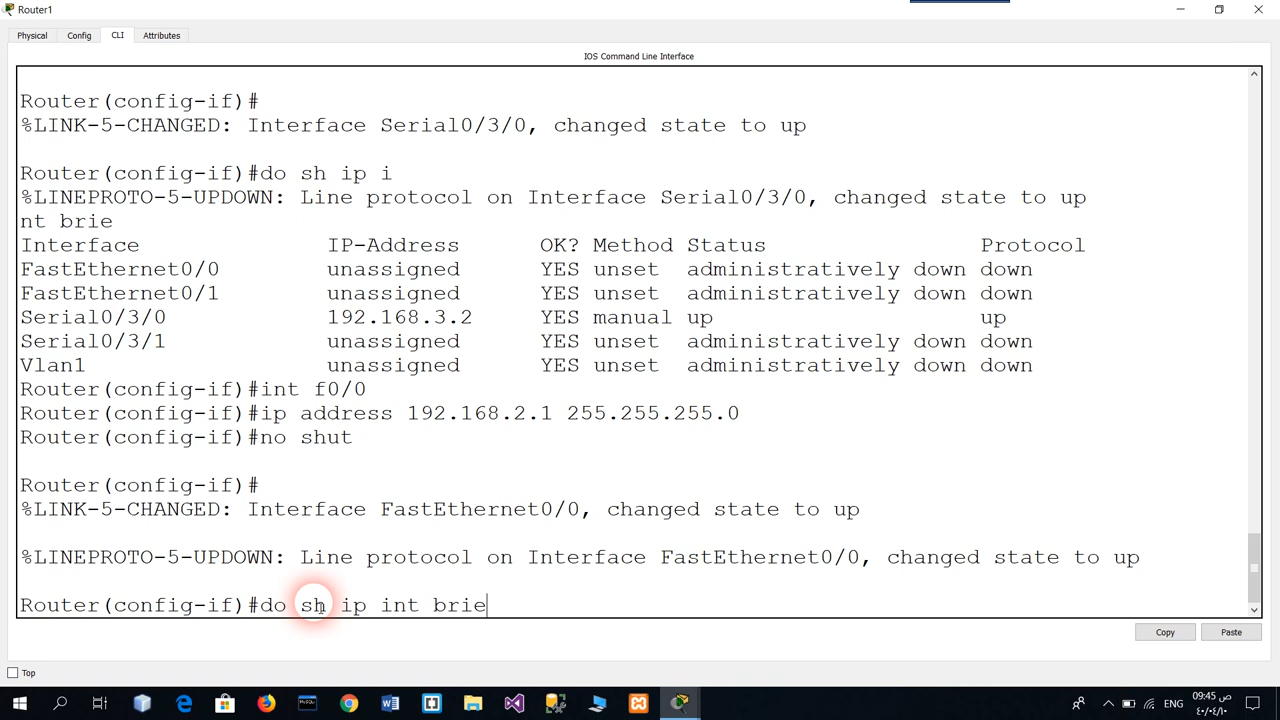 Router1
Physical Config CLI Attributes
IOS Command Line Interface
Router(config-if)#
%LINK-5-CHANGED: Interface Serial0/3/0, changed state to up
Router(config-if)#do sh ip i
%LINEPROTO-5-UPDOWN: Line protocol on Interface Serial0/3/0, changed state to up
nt brie
Interface IP-Address OK? Method Status Protocol
FastEthernet0/0 unassigned YES unset administratively down down
FastEthernet0/1 unassigned YES unset administratively down down
Serial0/3/0 192.168.3.2 YES manual up up
Serial0/3/1 unassigned YES unset administratively down down
Vlan1 unassigned YES unset administratively down down
Router(config-if)#int f0/0
Router(config-if)#ip address 192.168.2.1 255.255.255.0
Router(config-if)#no shut
Router(config-if)#
%LINK-5-CHANGED: Interface FastEthernet0/0, changed state to up
%LINEPROTO-5-UPDOWN: Line protocol on Interface FastEthernet0/0, changed state to up
Router(config-if)#do sh ip int brie
Copy Paste
Top
ENG 09:45 ص